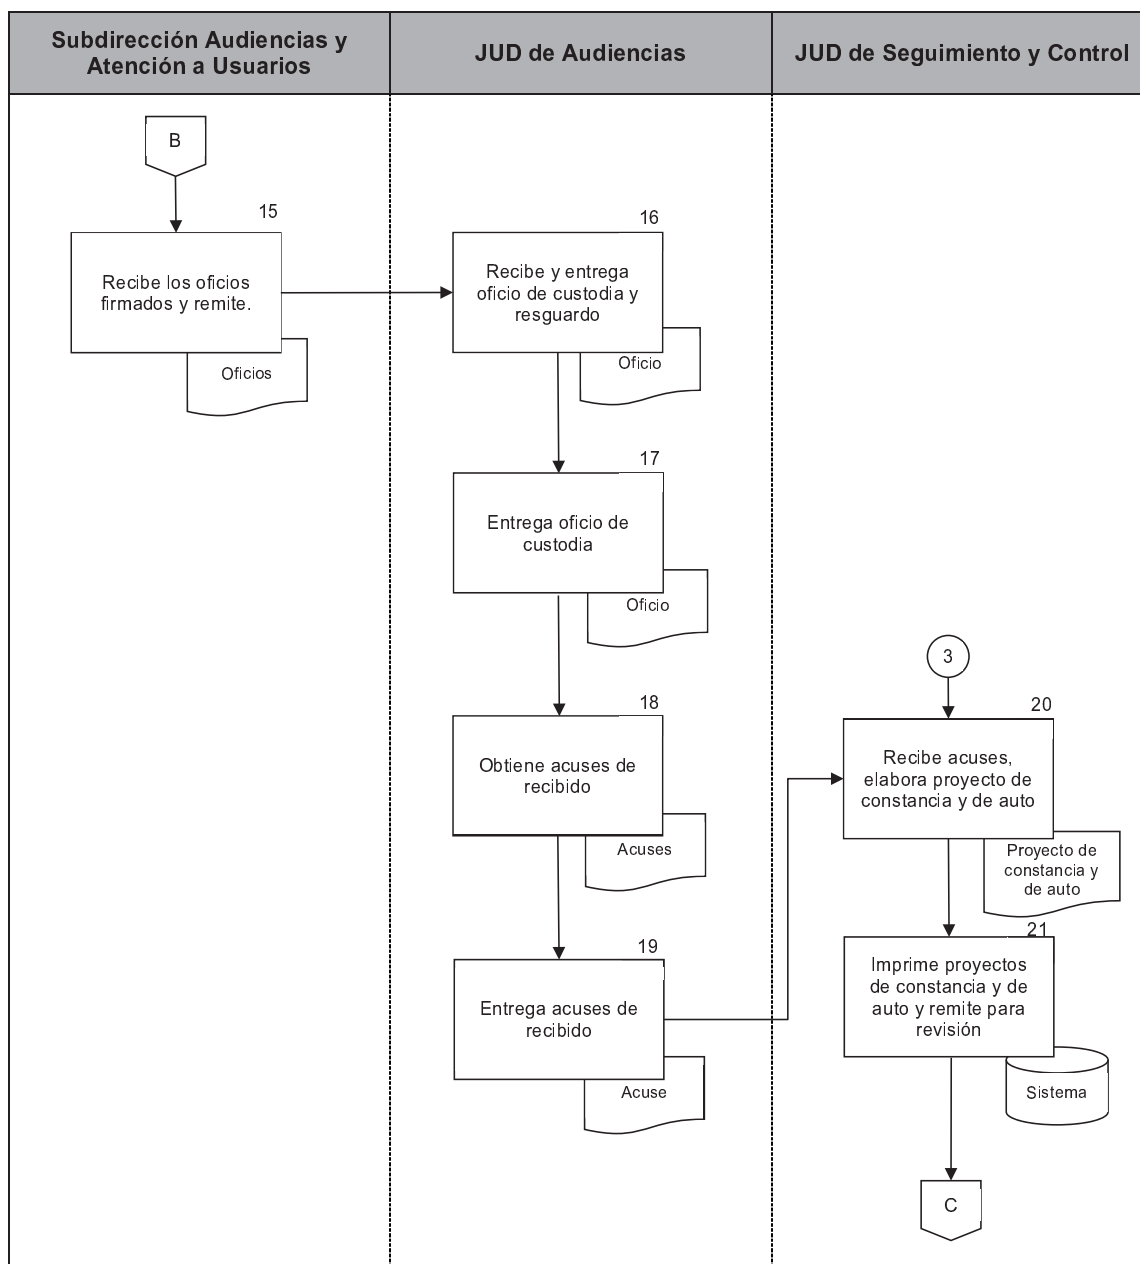 Subdirección Audiencias y
Atención a Usuarios
JUD de Audiencias
JUD de Seguimiento y Control
B
15
Recibe los oficios
firmados y remite.
Oficios
16
Recibe y entrega
oficio de custodia y
resguardo
Oficio
17
Entrega oficio de
custodia
Oficio
18
Obtiene acuses de
recibido
Acuses
19
Entrega acuses de
recibido
Acuse
3
20
Recibe acuses,
elabora proyecto de
constancia y de auto
Proyecto de
constancia y
de auto
21
Imprime proyectos
de constancia y de
auto y remite para
revisión
Sistema
C